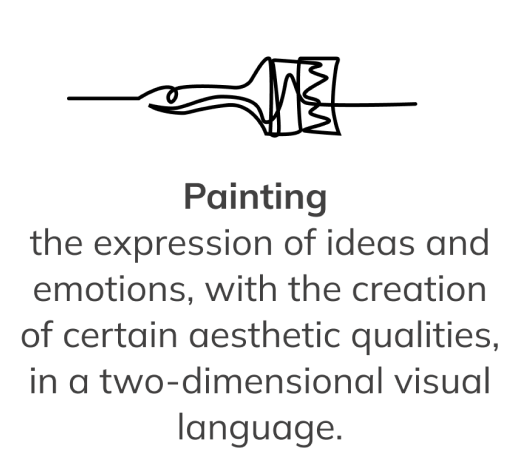 Painting
the expression of ideas and
emotions, with the creation
of certain aesthetic qualities,
in a two-dimensional visual
language.